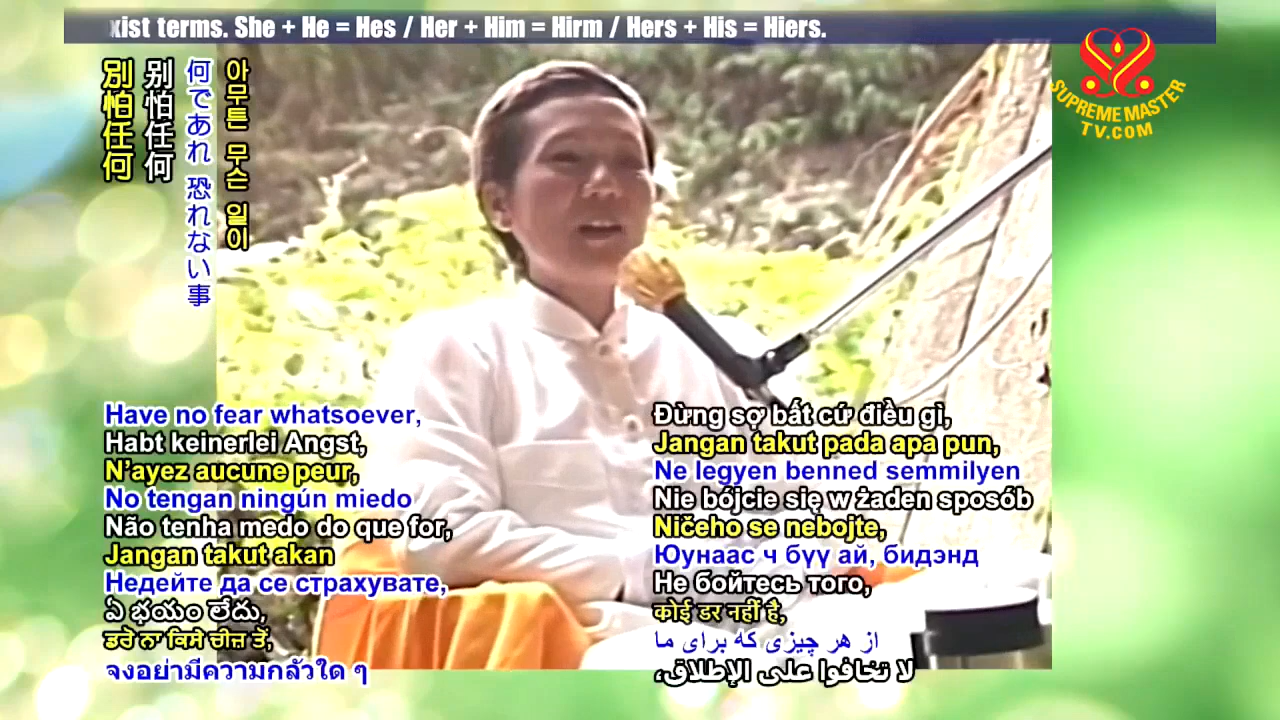 xist terms. She + He = Hes / Her + Him = Hirm / Hers + His = Hiers.
SUPREME MASTER
TV.COM
아무튼 무슨 일이
何であれ 恐れない事
别怕任何
別怕任何
Have no fear whatsoever,
Habt keinerlei Angst,
N'ayez aucune peur,
No tengan ningún miedo
Não tenha medo do que for,
Jangan takut akan
Недейте да се страхувате,
ఏ భయం లేదు,
ਡਰੋ ਨਾ ਕਿਸੇ ਚੀਜ਼ ਤੋਂ,
จงอย่ามีความกลัวใด ๆ
Đừng sợ bất cứ điều gì,
Jangan takut pada apa pun,
Ne legyen benned semmilyen
Nie bójcie się w żaden sposób
Ničeho se nebojte,
Юунаас ч бүү ай, бидэнд
Не бойтесь того,
कोई डर नहीं है,
از هر چیزی که برای ما
لا تخافوا على الإطلاق،